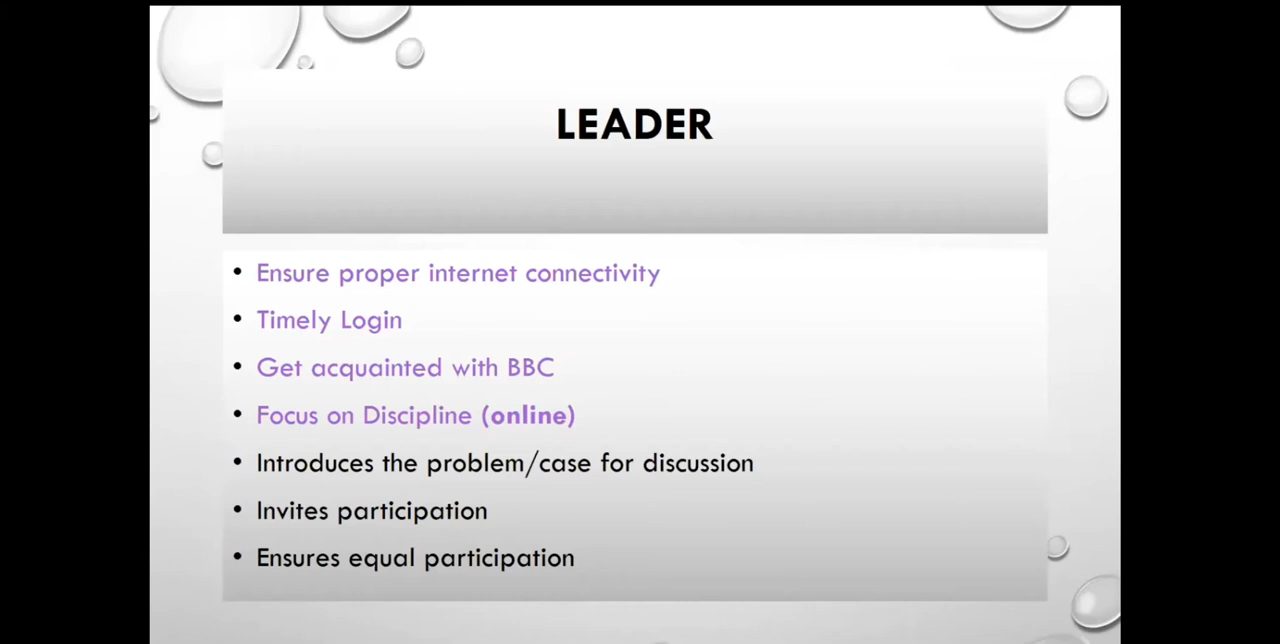 LEADER
• Ensure proper internet connectivity
• Timely Login
• Get acquainted with BBC
• Focus on Discipline (online)
• Introduces the problem/case for discussion
• Invites participation
• Ensures equal participation